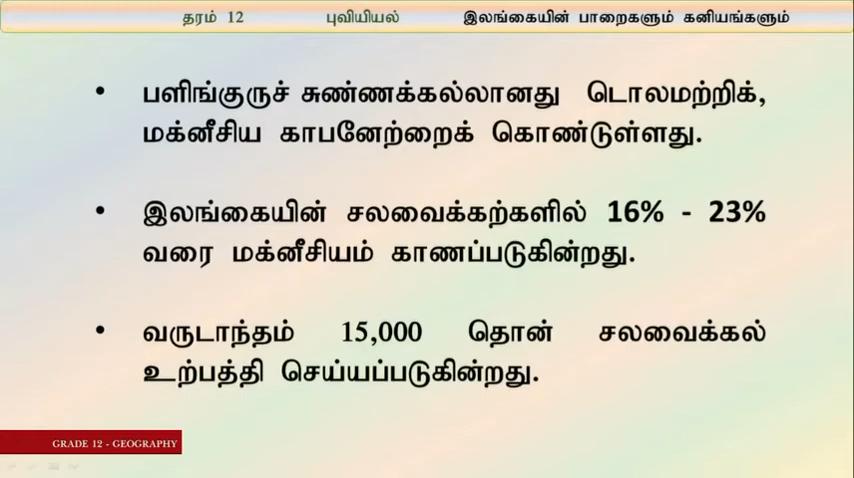 தரம் 12 புவியியல் இலங்கையின் பாறைகளும் கனியங்களும்
• பளிங்குருச் சுண்ணக்கல்லானது டொலமற்றிக்,
மக்னீசிய காபனேற்றைக் கொண்டுள்ளது.
• இலங்கையின் சலவைக்கற்களில் 16% - 23%
வரை மக்னீசியம் காணப்படுகின்றது.
• வருடாந்தம் 15,000 தொன் சலவைக்கல்
உற்பத்தி செய்யப்படுகின்றது.
GRADE 12 - GEOGRAPHY